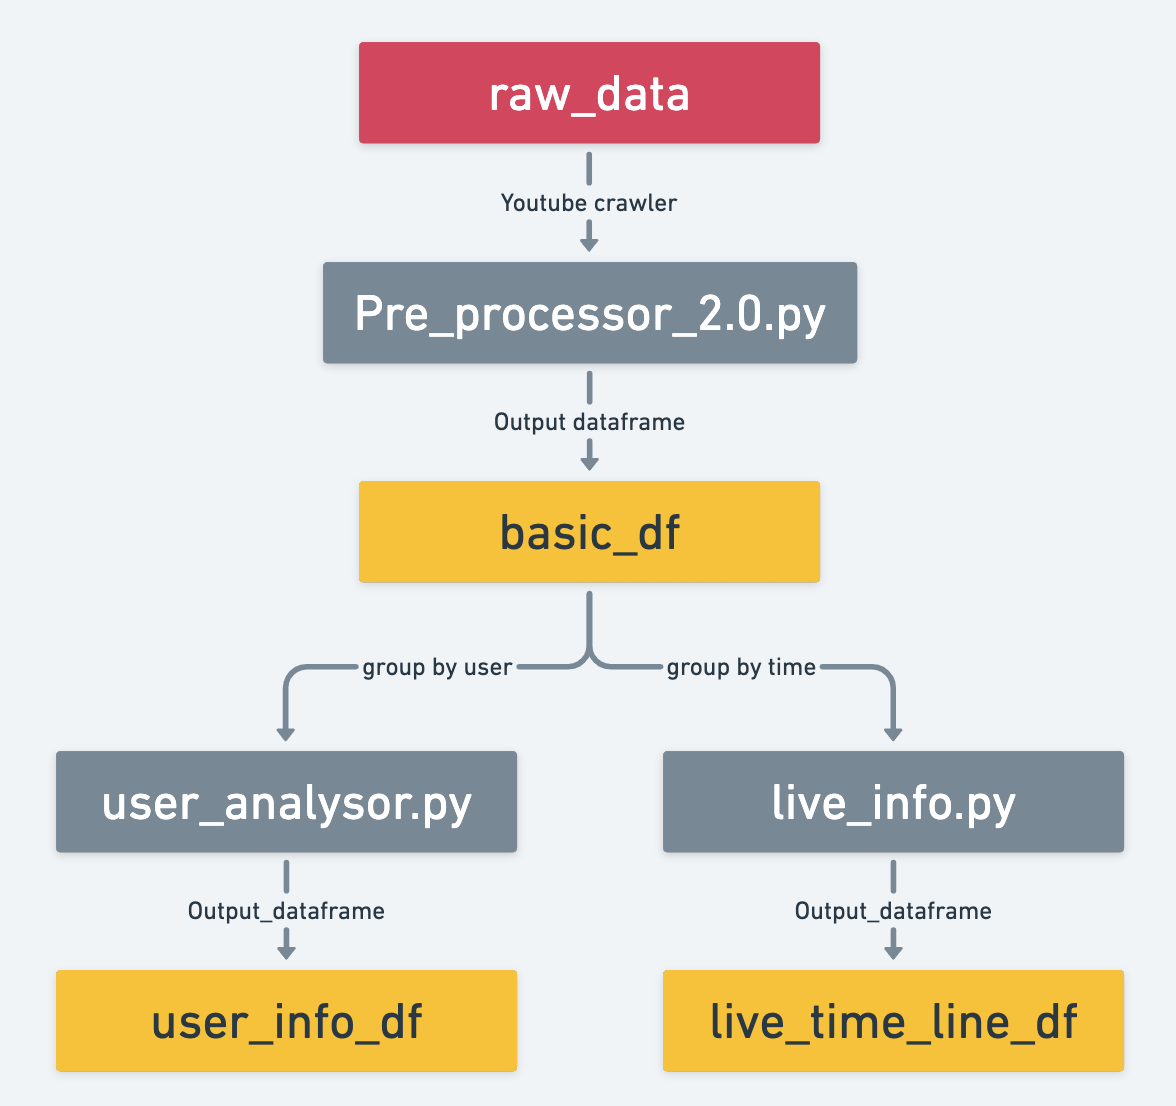 raw_data
Youtube crawler
Pre_processor_2.0.py
Output dataframe
basic_df
group by user
group by time
user_analysor.py
live_info.py
Output_dataframe
Output_dataframe
user_info_df
live_time_line_df